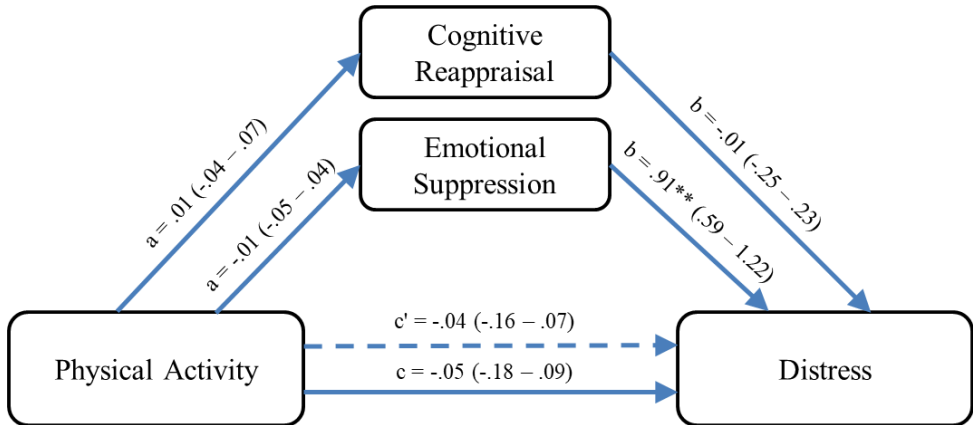 Cognitive
Reappraisal
Emotional
Suppression
a = .01 (-.04 – .07)
a = -.01 (-.05 – .04)
b = -.01 (-.25 – .23)
b = .91** (.59 – 1.22)
c' = -.04 (-.16 – .07)
Physical Activity
c = -.05 (-.18 – .09)
Distress